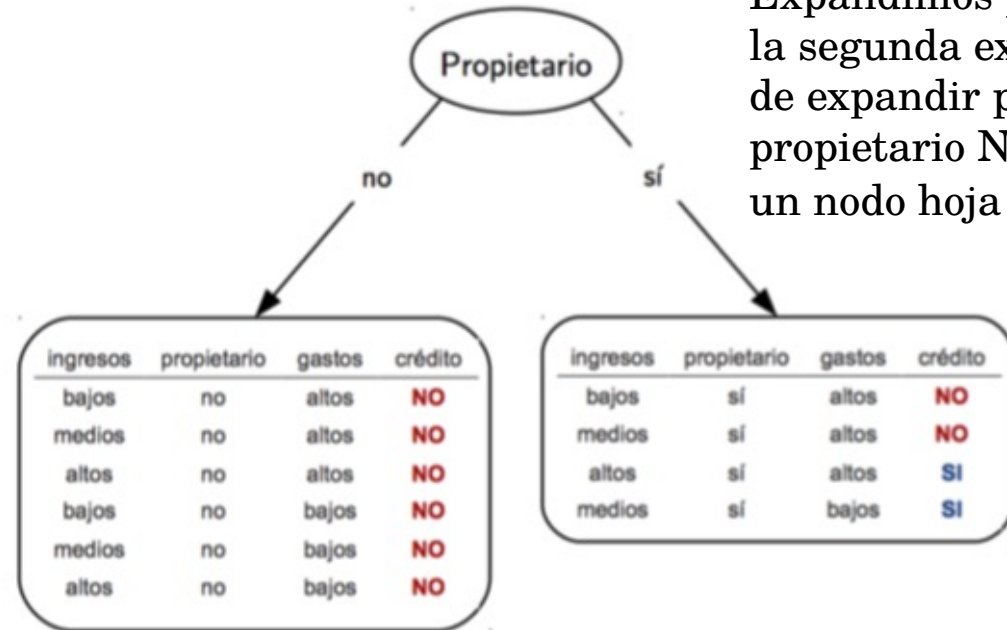 Expandimos
la segunda
de expandir
propietario
un nodo hoja
Propietario
no
sí
ingresos propietario gastos crédito
bajos no altos NO
medios no altos NO
altos no altos NO
bajos no bajos NO
medios no bajos NO
altos no bajos NO
ingresos propietario gastos crédito
bajos sí altos NO
medios sí altos NO
altos sí altos SI
medios sí bajos SI